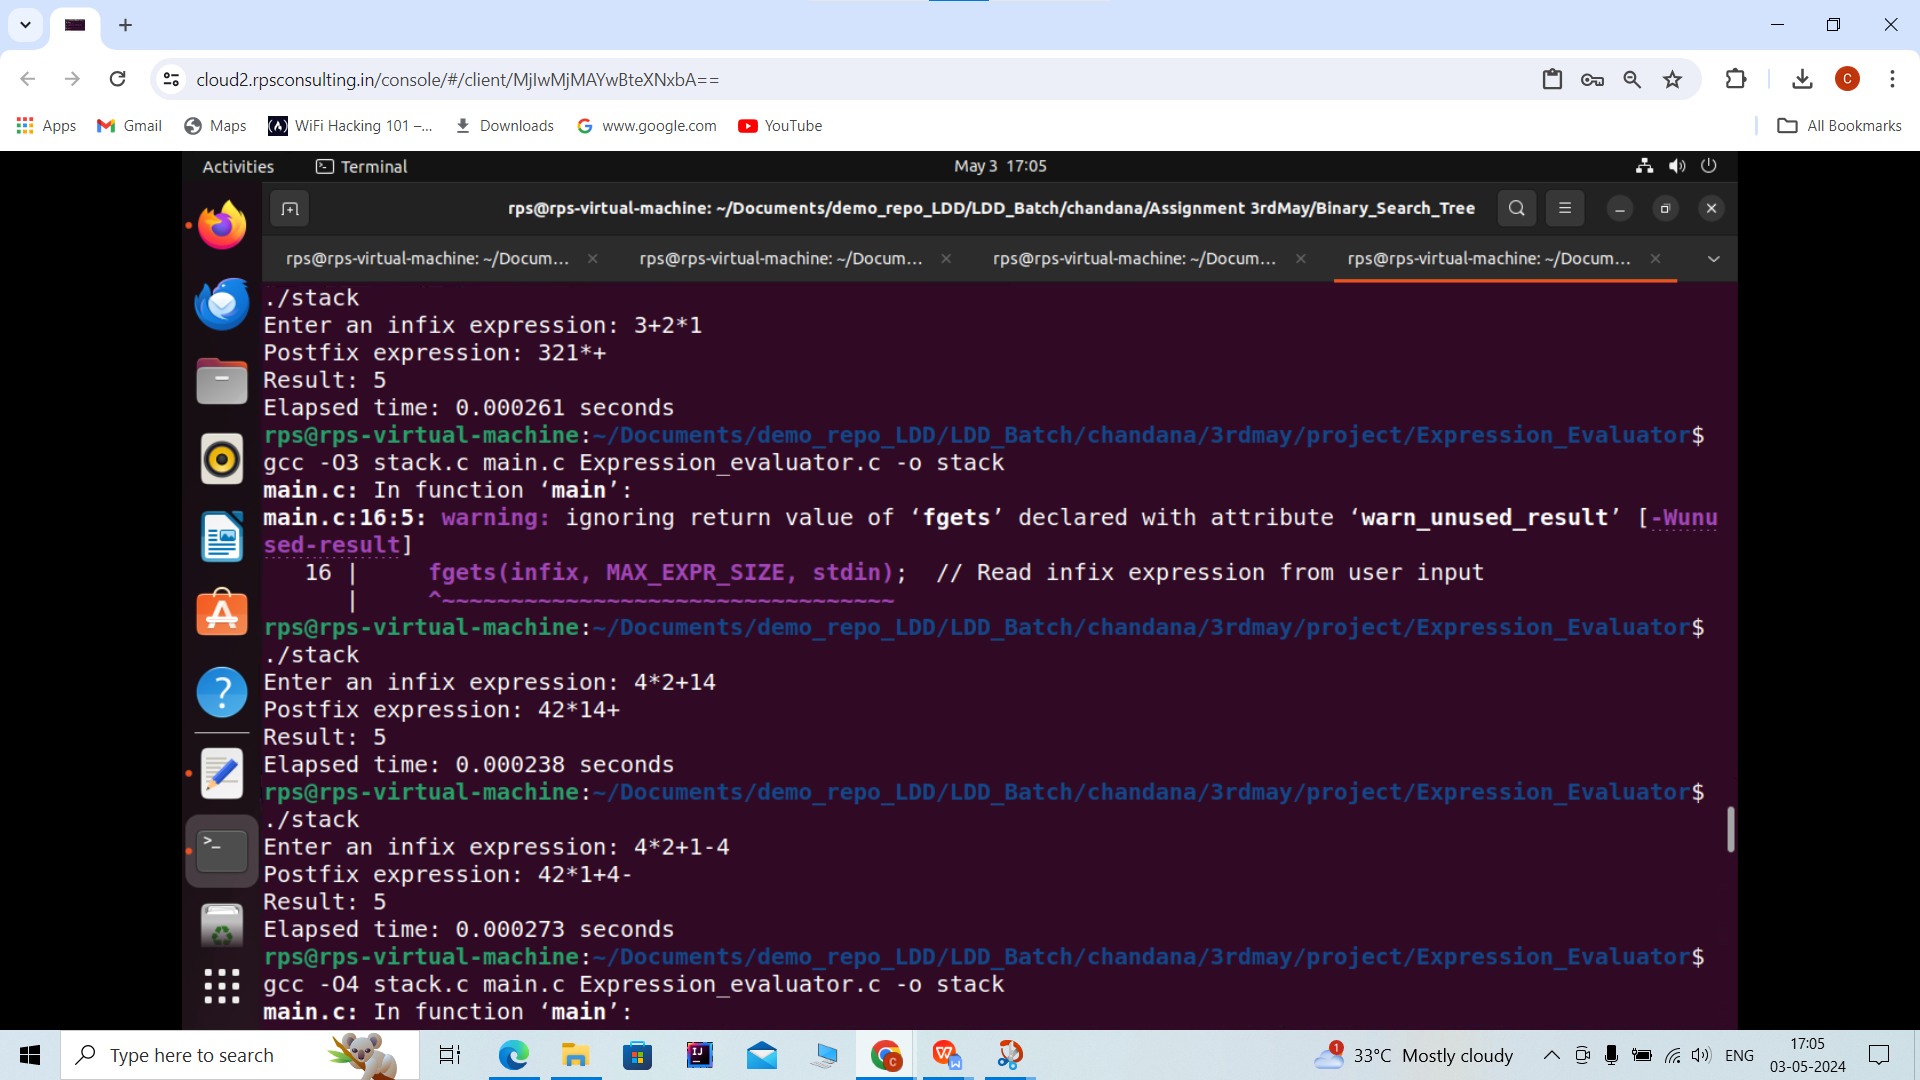 cloud2.rpsconsulting.in/console/#/client/MjIwMjMAYwBteXNxbA==
C
Apps
Gmail
Maps
WiFi Hacking 101 –...
Downloads
www.google.com
YouTube
All Bookmarks
Activities
Terminal
May 3 17:05
rps@rps-virtual-machine: ~/Documents/demo_repo_LDD/LDD_Batch/chandana/Assignment 3rdMay/Binary_Search_Tree
rps@rps-virtual-machine: ~/Docum...
rps@rps-virtual-machine: ~/Docum...
rps@rps-virtual-machine: ~/Docum...
rps@rps-virtual-machine: ~/Docum...
./stack
Enter an infix expression: 3+2*1
Postfix expression: 321*+
Result: 5
Elapsed time: 0.000261 seconds
rps@rps-virtual-machine:~/Documents/demo_repo_LDD/LDD_Batch/chandana/3rdmay/project/Expression_Evaluator$
gcc -O3 stack.c main.c Expression_evaluator.c -o stack
main.c: In function ‘main’:
main.c:16:5: warning: ignoring return value of ‘fgets’ declared with attribute ‘warn_unused_result’ [-Wunu
sed-result]
16 | fgets(infix, MAX_EXPR_SIZE, stdin); // Read infix expression from user input
| ^~~~~~~~~~~~~~~~~~~~~~~~~~~~~~~~~~
rps@rps-virtual-machine:~/Documents/demo_repo_LDD/LDD_Batch/chandana/3rdmay/project/Expression_Evaluator$
./stack
Enter an infix expression: 4*2+14
Postfix expression: 42*14+
Result: 5
Elapsed time: 0.000238 seconds
rps@rps-virtual-machine:~/Documents/demo_repo_LDD/LDD_Batch/chandana/3rdmay/project/Expression_Evaluator$
./stack
Enter an infix expression: 4*2+1-4
Postfix expression: 42*1+4-
Result: 5
Elapsed time: 0.000273 seconds
rps@rps-virtual-machine:~/Documents/demo_repo_LDD/LDD_Batch/chandana/3rdmay/project/Expression_Evaluator$
gcc -O4 stack.c main.c Expression_evaluator.c -o stack
main.c: In function ‘main’:
Type here to search
1
33°C Mostly cloudy
ENG
17:05
03-05-2024